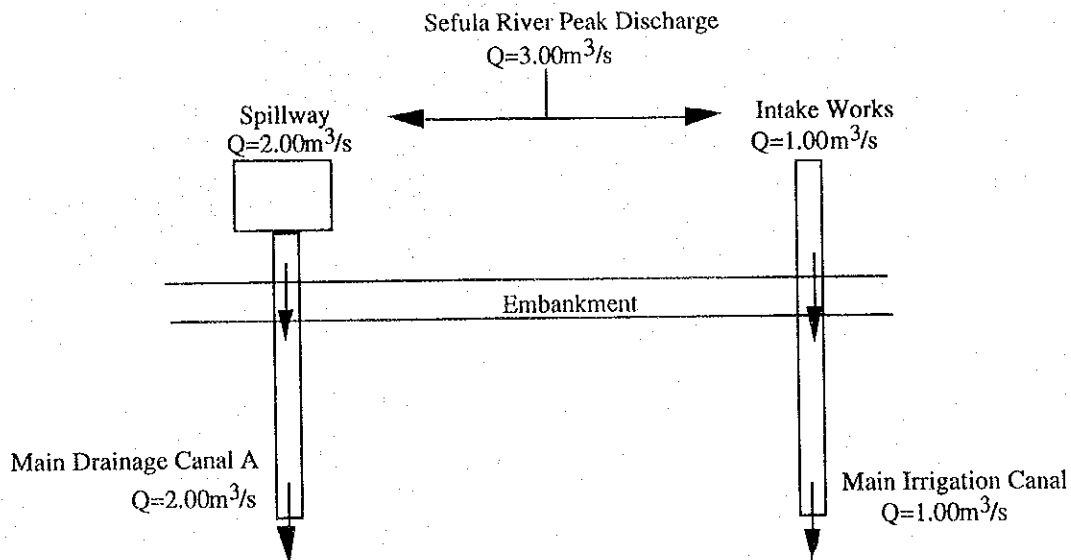 Sefula River Peak Discharge
Q=3.00m³/s
Spillway
Q=2.00m³/s
Intake Works
Q=1.00m³/s
Embankment
Main Drainage Canal A
Q=2.00m³/s
Main Irrigation Canal
Q=1.00m³/s